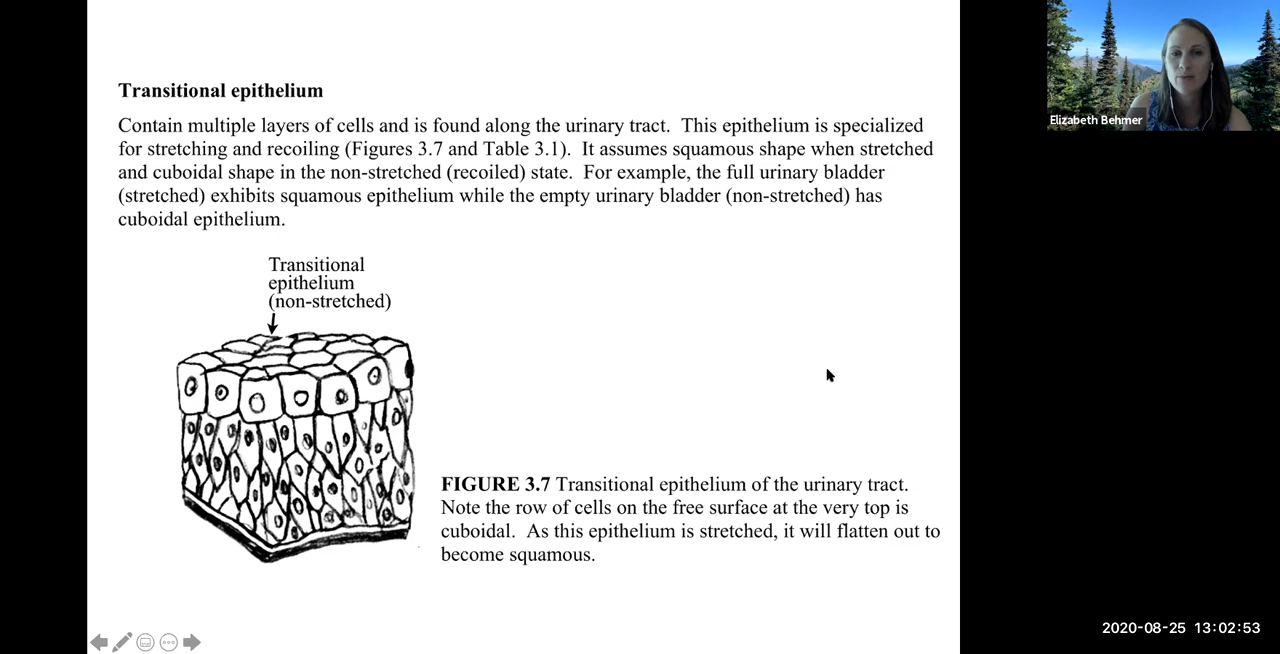 Transitional epithelium
Contain multiple layers of cells and is found along the urinary tract.  This epithelium is specialized
for stretching and recoiling (Figures 3.7 and Table 3.1).  It assumes squamous shape when stretched
and cuboidal shape in the non-stretched (recoiled) state.  For example, the full urinary bladder
(stretched) exhibits squamous epithelium while the empty urinary bladder (non-stretched) has
cuboidal epithelium.
Transitional
epithelium
(non-stretched)
FIGURE 3.7 Transitional epithelium of the urinary tract.
Note the row of cells on the free surface at the very top is
cuboidal.  As this epithelium is stretched, it will flatten out to
become squamous.
Elizabeth Behmer
2020-08-25 13:02:53